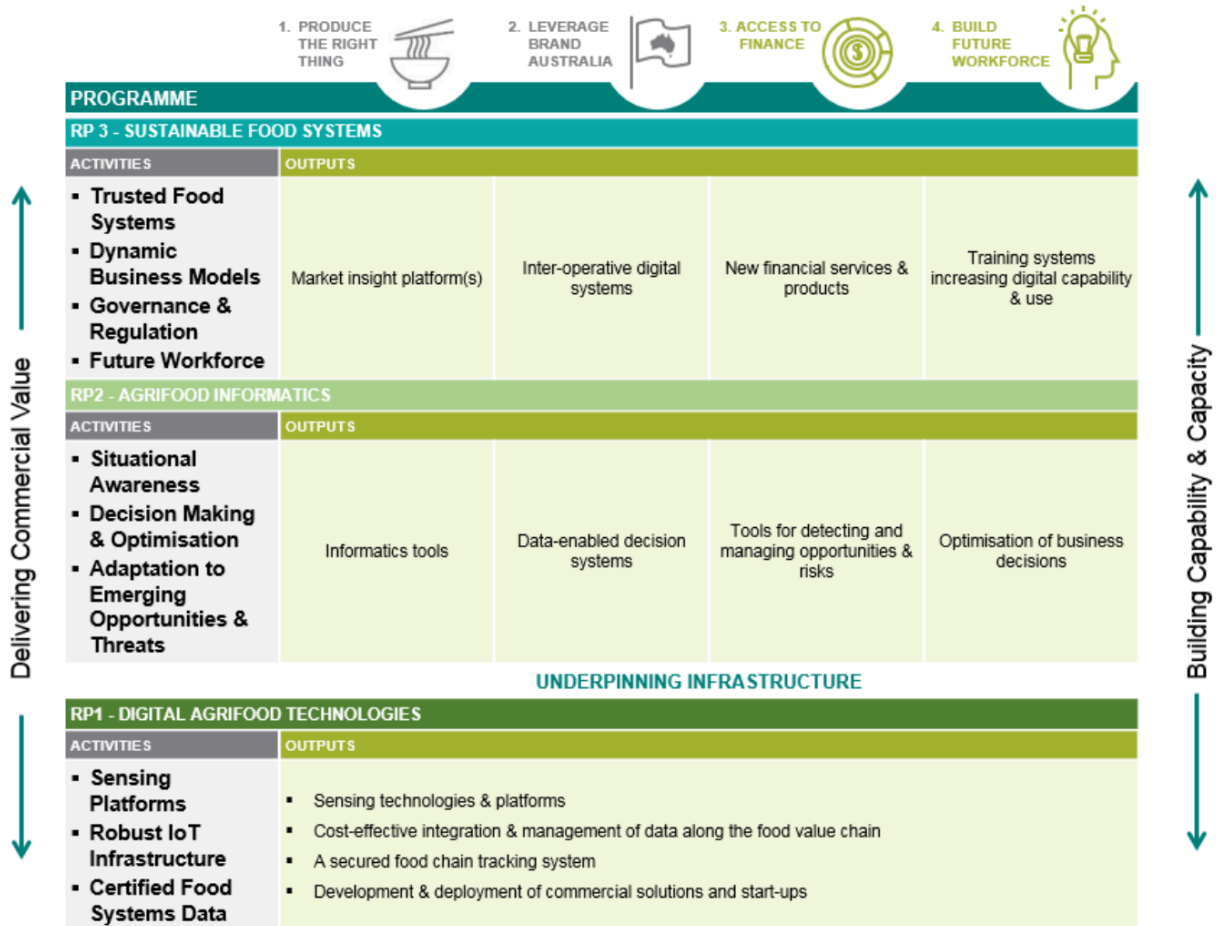 1. PRODUCE
THE RIGHT
THING
2. LEVERAGE
BRAND
AUSTRALIA
3. ACCESS TO
FINANCE
4. BUILD
FUTURE
WORKFORCE
PROGRAMME
RP 3 - SUSTAINABLE FOOD SYSTEMS
ACTIVITIES
OUTPUTS
▪ Trusted Food
Systems
▪ Dynamic
Business Models
▪ Governance &
Regulation
▪ Future Workforce
Market insight platform(s)
Inter-operative digital
systems
New financial services &
products
Training systems
increasing digital capability
& use
RP2 - AGRIFOOD INFORMATICS
ACTIVITIES
OUTPUTS
▪ Situational
Awareness
▪ Decision Making
& Optimisation
▪ Adaptation to
Emerging
Opportunities &
Threats
Informatics tools
Data-enabled decision
systems
Tools for detecting and
managing opportunities &
risks
Optimisation of business
decisions
UNDERPINNING INFRASTRUCTURE
RP1 - DIGITAL AGRIFOOD TECHNOLOGIES
ACTIVITIES
OUTPUTS
▪ Sensing
Platforms
▪ Robust IoT
Infrastructure
▪ Certified Food
Systems Data
▪ Sensing technologies & platforms
▪ Cost-effective integration & management of data along the food value chain
▪ A secured food chain tracking system
▪ Development & deployment of commercial solutions and start-ups
Delivering Commercial Value
Building Capability & Capacity